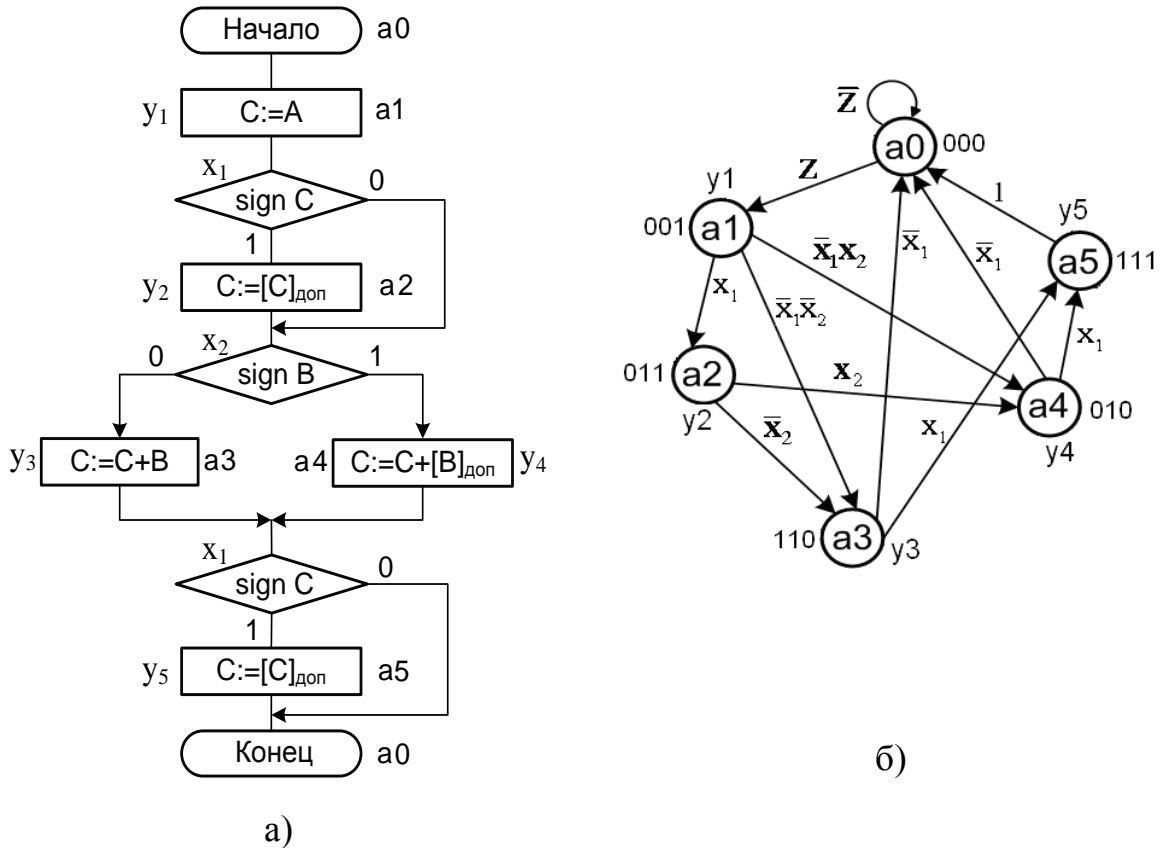 Начало a0
y₁ C:=A a1
x₁
sign C 0
1
y₂ C:=[C]доп a2
x₂
0 sign B 1
y₃ C:=C+B a3
a4 C:=C+[B]доп y₄
x₁
sign C 0
1
y₅ C:=[C]доп a5
Конец a0
а)
Z̅
a0 000
Z
y1
001 a1
x̅₁x₂
x₁
x̅₁x̅₂
x̅₁
x̅₁
1
y5
a5 111
x₁
x₁
011 a2
y2
x₂
x̅₂
a4 010
y4
110 a3 y3
б)